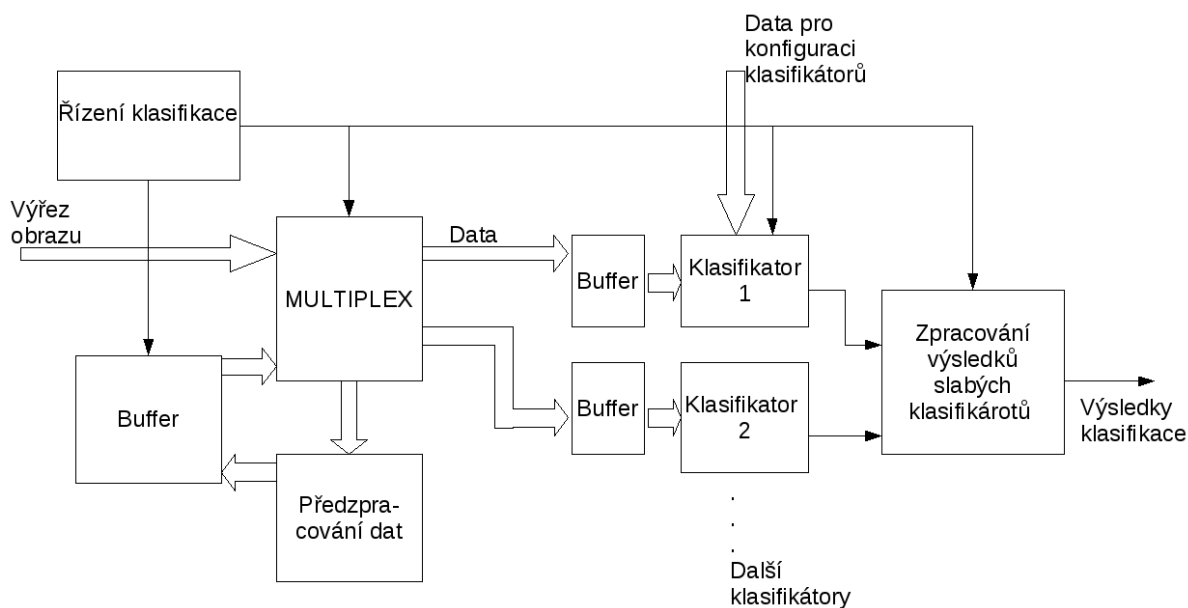 Data pro
konfiguraci
klasifikátorů
Řízení klasifikace
Výřez
obrazu
Data
MULTIPLEX
Buffer
Klasifikator
1
Buffer
Klasifikator
2
Zpracování
výsledků
slabých
klasifikárotů
Výsledky
klasifikace
Buffer
Předzpra-
cování dat
.
.
.
Další
klasifikátory